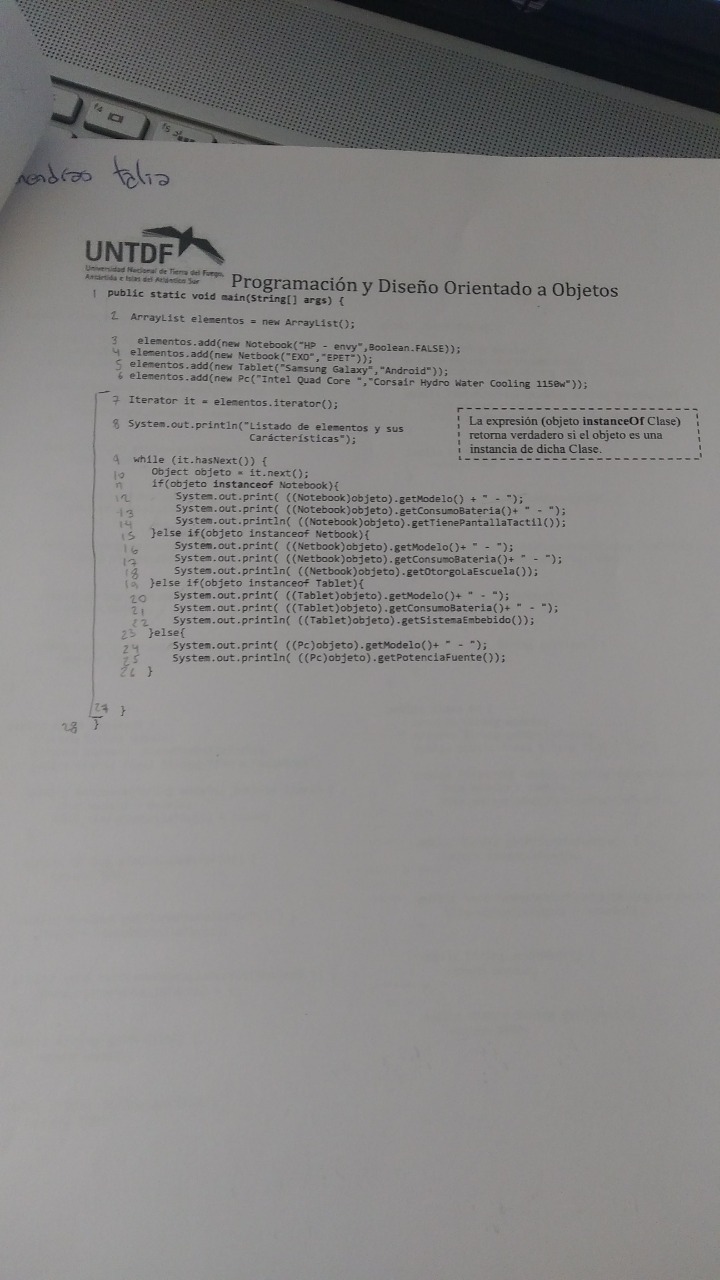 talia
UNTDF
Universidad Nacional de Tierra del Fuego,
Antártida e Islas del Atlántico Sur
Programación y Diseño Orientado a Objetos
1 public static void main(String[] args) {
2 ArrayList elementos = new ArrayList();
3 elementos.add(new Notebook("HP - envy",Boolean.FALSE));
4 elementos.add(new Netbook("EXO","EPET"));
5 elementos.add(new Tablet("Samsung Galaxy","Android"));
6 elementos.add(new Pc("Intel Quad Core ","Corsair Hydro Water Cooling 1150w"));
7 Iterator it = elementos.iterator();
8 System.out.println("Listado de elementos y sus
Carácterísticas");
La expresión (objeto instanceOf Clase)
retorna verdadero si el objeto es una
instancia de dicha Clase.
9 while (it.hasNext()) {
10 Object objeto = it.next();
11 if(objeto instanceof Notebook){
12 System.out.print( ((Notebook)objeto).getModelo() + " - ");
13 System.out.print( ((Notebook)objeto).getConsumoBateria()+ " - ");
14 System.out.println( ((Notebook)objeto).getTienePantallaTactil());
15 }else if(objeto instanceof Netbook){
16 System.out.print( ((Netbook)objeto).getModelo()+ " - ");
17 System.out.print( ((Netbook)objeto).getConsumoBateria()+ " - ");
18 System.out.println( ((Netbook)objeto).getOtorgoLaEscuela());
19 }else if(objeto instanceof Tablet){
20 System.out.print( ((Tablet)objeto).getModelo()+ " - ");
21 System.out.print( ((Tablet)objeto).getConsumoBateria()+ " - ");
22 System.out.println( ((Tablet)objeto).getSistemaEmbebido());
23 }else{
24 System.out.print( ((Pc)objeto).getModelo()+ " - ");
25 System.out.println( ((Pc)objeto).getPotenciaFuente());
26 }
27 }
28 }